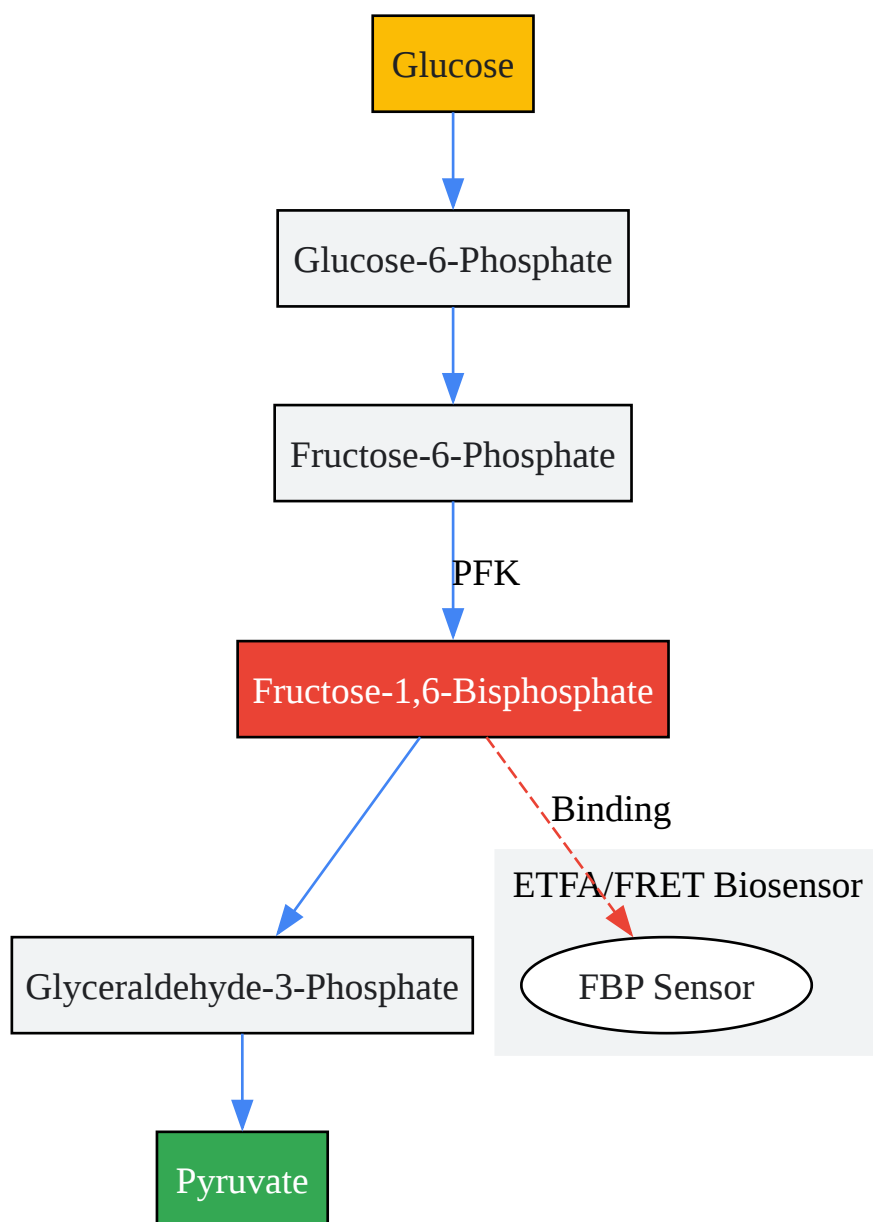 Glucose
Glucose-6-Phosphate
Fructose-6-Phosphate
PFK
Fructose-1,6-Bisphosphate
Binding
ETFA/FRET Biosensor
Glyceraldehyde-3-Phosphate
FBP Sensor
Pyruvate